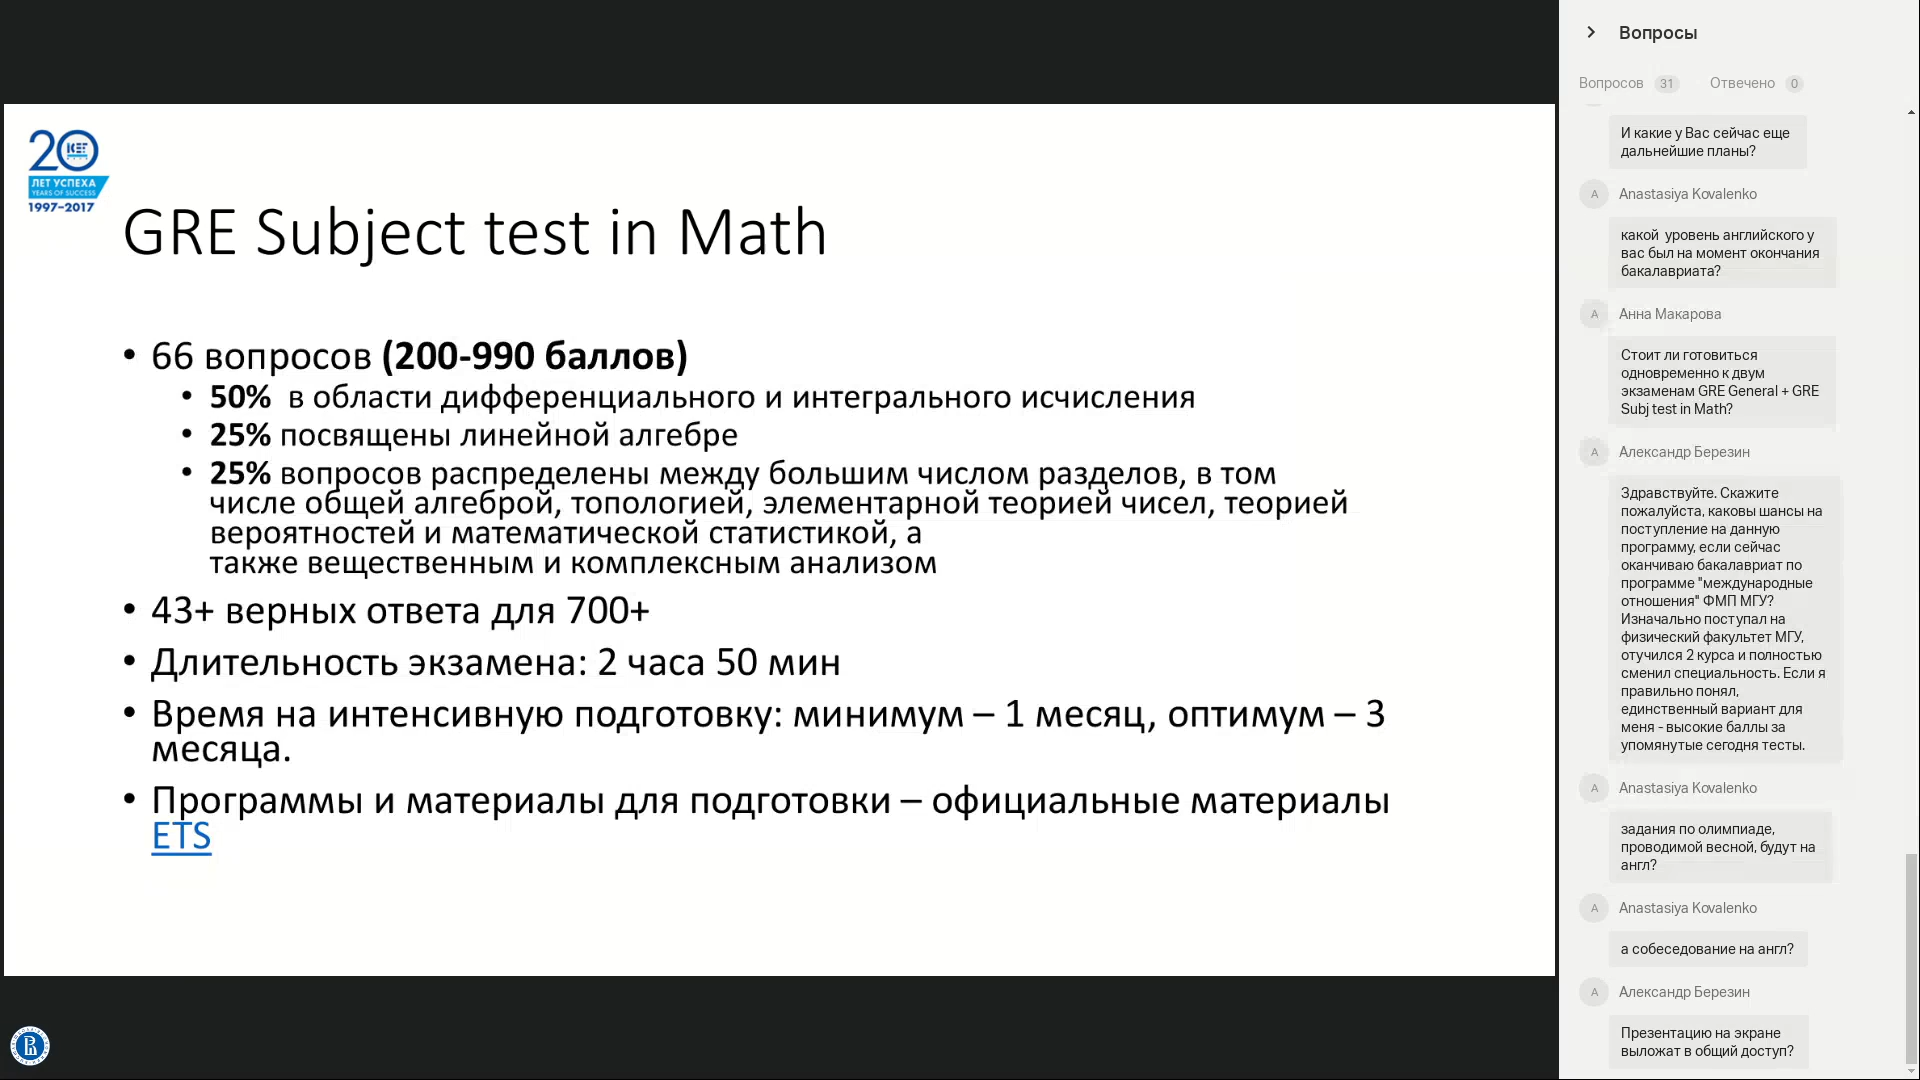 20 КЕГ
ЛЕТ УСПЕХА
YEARS OF SUCCESS
1997-2017
GRE Subject test in Math
• 66 вопросов (200-990 баллов)
• 50%  в области дифференциального и интегрального исчисления
• 25% посвящены линейной алгебре
• 25% вопросов распределены между большим числом разделов, в том
числе общей алгеброй, топологией, элементарной теорией чисел, теорией
вероятностей и математической статистикой, а
также вещественным и комплексным анализом
• 43+ верных ответа для 700+
• Длительность экзамена: 2 часа 50 мин
• Время на интенсивную подготовку: минимум – 1 месяц, оптимум – 3
месяца.
• Программы и материалы для подготовки – официальные материалы
ETS
Вопросы
Вопросов 31 Отвечено 0
И какие у Вас сейчас еще
дальнейшие планы?
A Anastasiya Kovalenko
какой  уровень английского у
вас был на момент окончания
бакалавриата?
А Анна Макарова
Стоит ли готовиться
одновременно к двум
экзаменам GRE General + GRE
Subj test in Math?
А Александр Березин
Здравствуйте. Скажите
пожалуйста, каковы шансы на
поступление на данную
программу, если сейчас
оканчиваю бакалавриат по
программе "международные
отношения" ФМП МГУ?
Изначально поступал на
физический факультет МГУ,
отучился 2 курса и полностью
сменил специальность. Если я
правильно понял,
единственный вариант для
меня - высокие баллы за
упомянутые сегодня тесты.
A Anastasiya Kovalenko
задания по олимпиаде,
проводимой весной, будут на
англ?
A Anastasiya Kovalenko
а собеседование на англ?
А Александр Березин
Презентацию на экране
выложат в общий доступ?